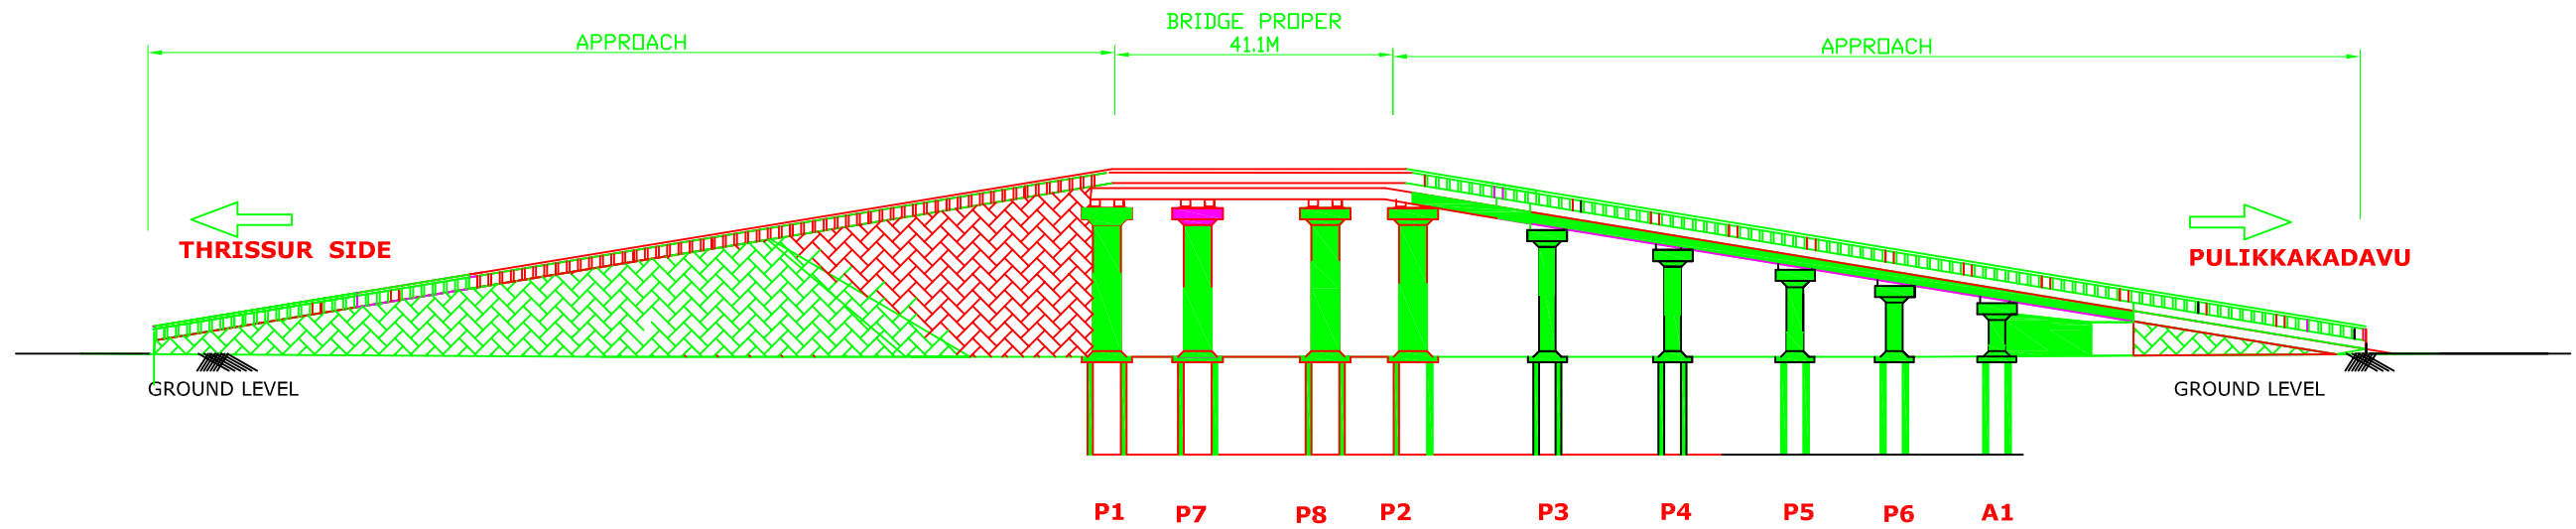 BRIDGE PROPER
APPROACH
41.1M
APPROACH
THRISSUR SIDE
PULIKKAKADAVU
GROUND LEVEL
GROUND LEVEL
P1 P7 P8 P2 P3 P4 P5 P6 A1